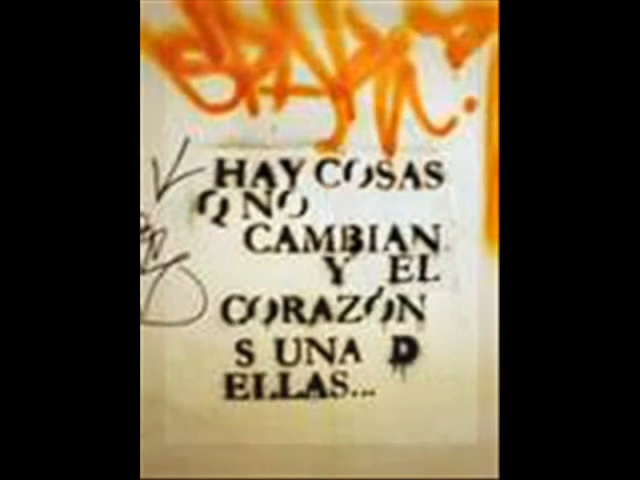 HAY COSAS
Q NO
CAMBIAN
Y EL
CORAZÓN
S UNA D
ELLAS...